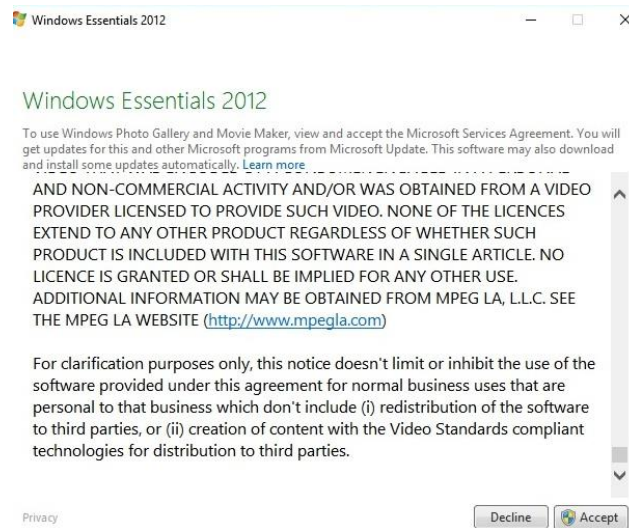 Windows Essentials 2012
Windows Essentials 2012
To use Windows Photo Gallery and Movie Maker, view and accept the Microsoft Services Agreement. You will
get updates for this and other Microsoft programs from Microsoft Update. This software may also download
and install some updates automatically. Learn more
AND NON-COMMERCIAL ACTIVITY AND/OR WAS OBTAINED FROM A VIDEO
PROVIDER LICENSED TO PROVIDE SUCH VIDEO. NONE OF THE LICENCES
EXTEND TO ANY OTHER PRODUCT REGARDLESS OF WHETHER SUCH
PRODUCT IS INCLUDED WITH THIS SOFTWARE IN A SINGLE ARTICLE. NO
LICENCE IS GRANTED OR SHALL BE IMPLIED FOR ANY OTHER USE.
ADDITIONAL INFORMATION MAY BE OBTAINED FROM MPEG LA, L.L.C. SEE
THE MPEG LA WEBSITE (http://www.mpegla.com)
For clarification purposes only, this notice doesn't limit or inhibit the use of the
software provided under this agreement for normal business uses that are
personal to that business which don't include (i) redistribution of the software
to third parties, or (ii) creation of content with the Video Standards compliant
technologies for distribution to third parties.
Privacy
Decline
Accept